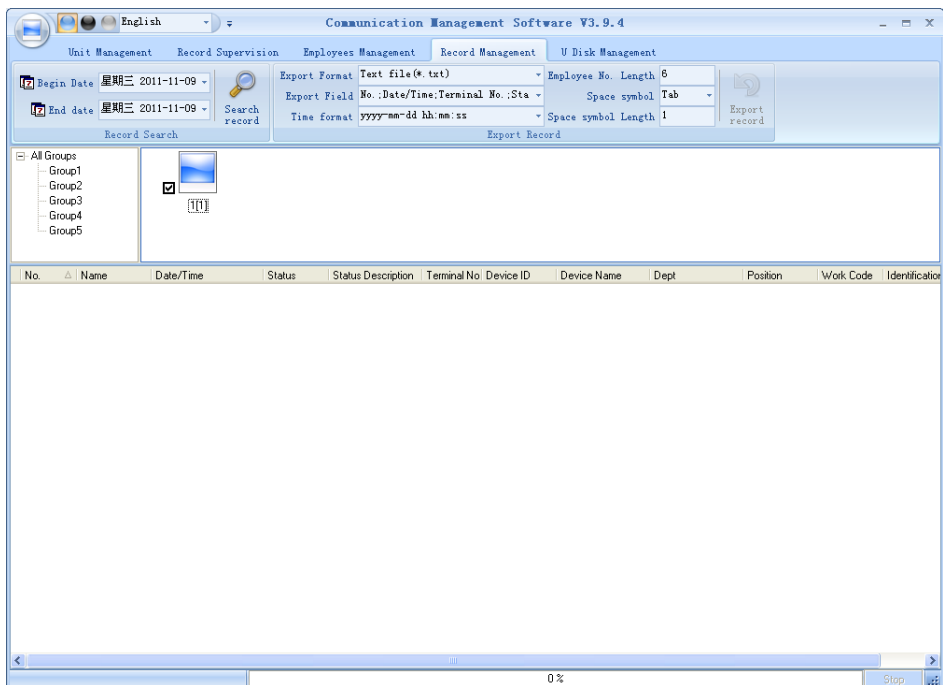 English
Communication Management Software V3.9.4
Unit Management Record Supervision Employees Management Record Management U Disk Management
Begin Date 星期三 2011-11-09
End date 星期三 2011-11-09
Search record
Record Search
Export Format Text file(*.txt) Employee No. Length 6
Export Field No.;Date/Time;Terminal No.;Sta Space symbol Tab
Time format yyyy-mm-dd hh:mm:ss Space symbol Length 1
Export record
Export Record
All Groups
Group1
Group2
Group3
Group4
Group5
1[1]
No. Name Date/Time Status Status Description Terminal No Device ID Device Name Dept Position Work Code Identification
0 %
Stop